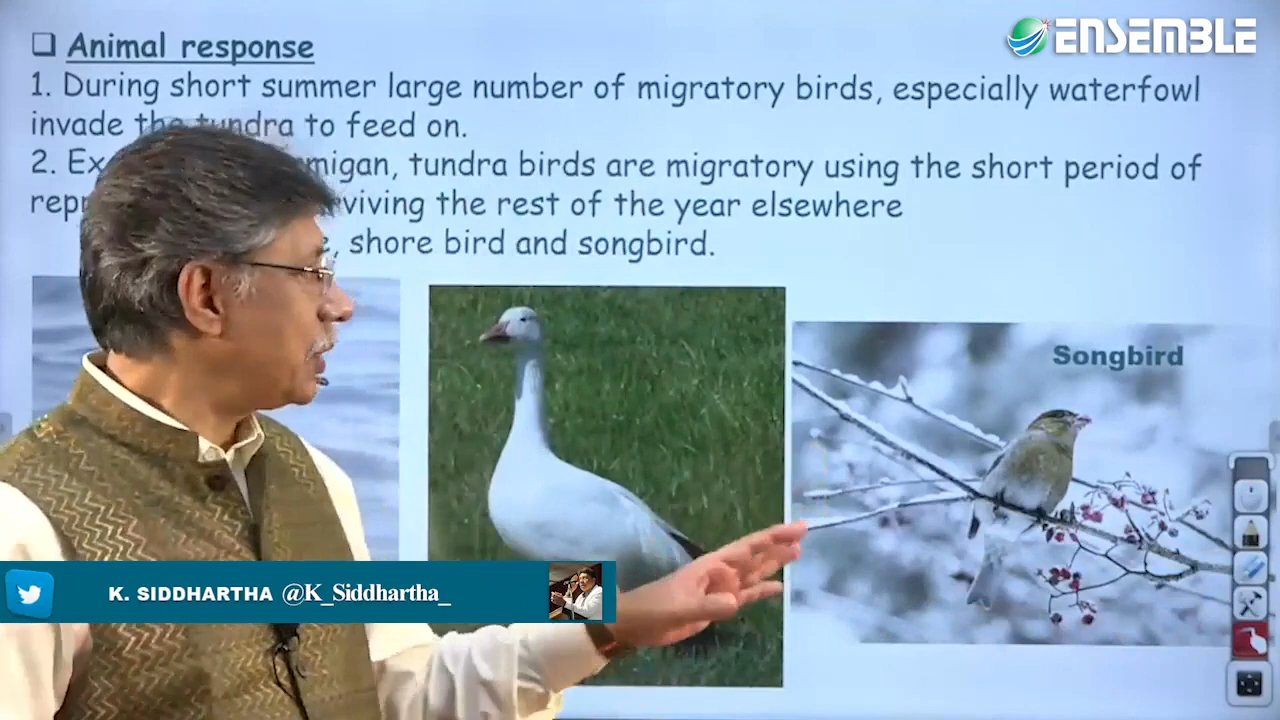 ENSEMBLE
Animal response
1. During short summer large number of migratory birds, especially waterfowl
invade the tundra to feed on.
2. Ex migan, tundra birds are migratory using the short period of
rep viving the rest of the year elsewhere
e, shore bird and songbird.
Songbird
K. SIDDHARTHA @K_Siddhartha_